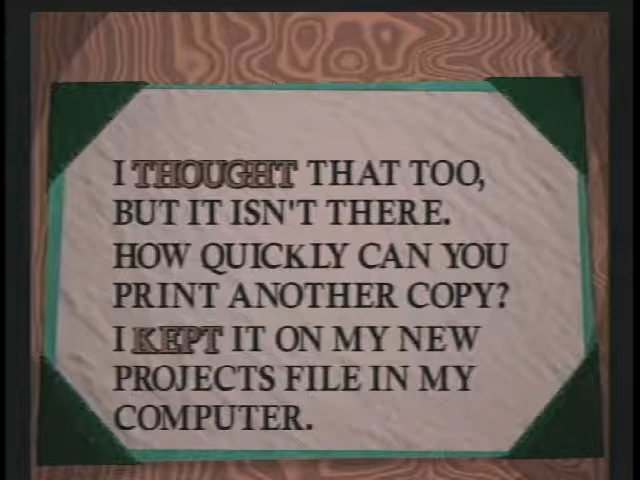 I THOUGHT THAT TOO,
BUT IT ISN'T THERE.
HOW QUICKLY CAN YOU
PRINT ANOTHER COPY?
I KEPT IT ON MY NEW
PROJECTS FILE IN MY
COMPUTER.